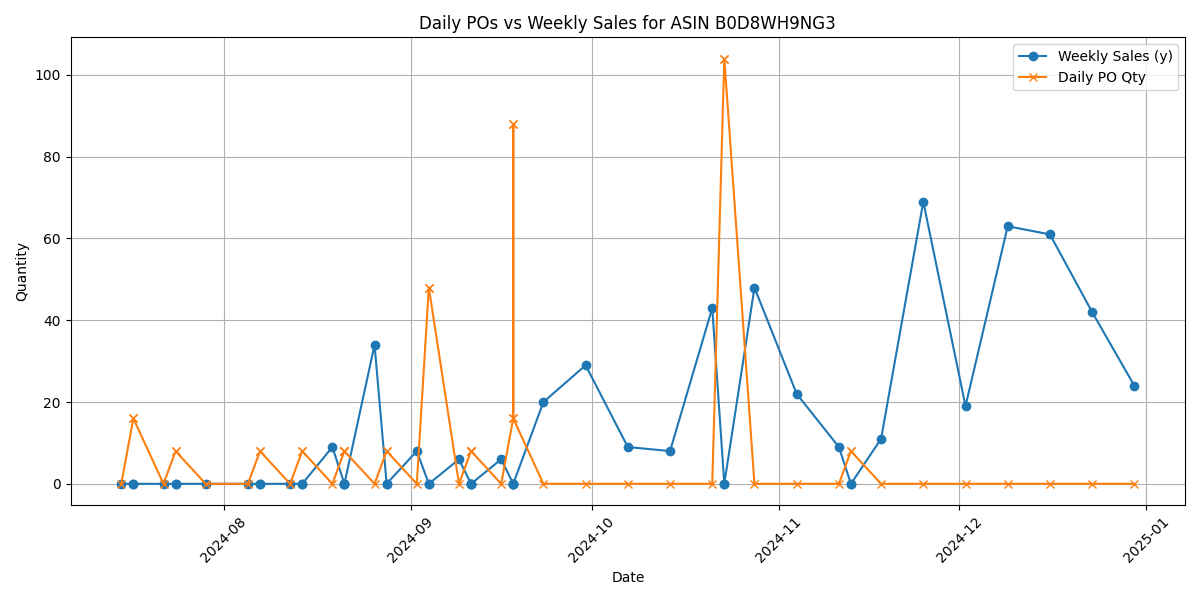 Daily POs vs Weekly Sales for ASIN B0D8WH9NG3
Weekly Sales (y)
Daily PO Qty
100
80
60
40
20
0
Quantity
2024-08
2024-09
2024-10
2024-11
2024-12
2025-01
Date